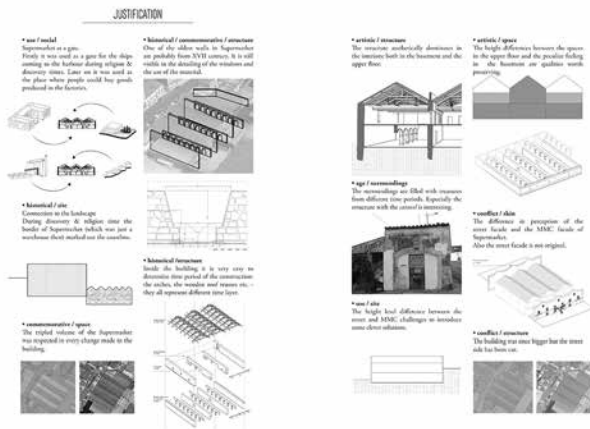 JUSTIFICATION
• use / social
Supermarket as a gate.
Firstly it was used as a gate for the ships
coming to the harbour during religion &
discovery times. Later on it was used as
the place where people could buy goods
produced in the factories.
• historical / site
Connection to the landscape
During discovery & religion time the
border of Supermarket (which was just a
warehouse then) marked out the coastline.
• commemorative / space
The tripled volume of the Supermarket
was respected in every change made to the
building.
• historical / commemorative / structure
One of the oldest walls in Supermarket
are probably from XVII century. It is still
visible in the detailing of the windows and
the use of the material.
• historical /structure
Inside the building it is very easy to
determine time period of the construction:
the arches, the wooden roof trusses etc. -
they all represent different time layer.
• artistic / structure
The structure aesthetically dominates in
the interiors: both in the basement and the
upper floor.
• age / surroundings
The surroundings are filled with treasures
from different time periods. Especially the
structure with the is interesting.
• use / site
The height level difference between the
street and MMC challenges to introduce
some clever solutions.
• artistic / space
The height differences between the spaces
in the upper floor and the peculiar feeling
in the basement are qualities worth
preserving.
• conflict / skin
The difference in perception of the
street facade and the MMC facade of
Supermarket.
Also the street facade is not original.
• conflict / structure
The building was once bigger but the street
side has been cut.